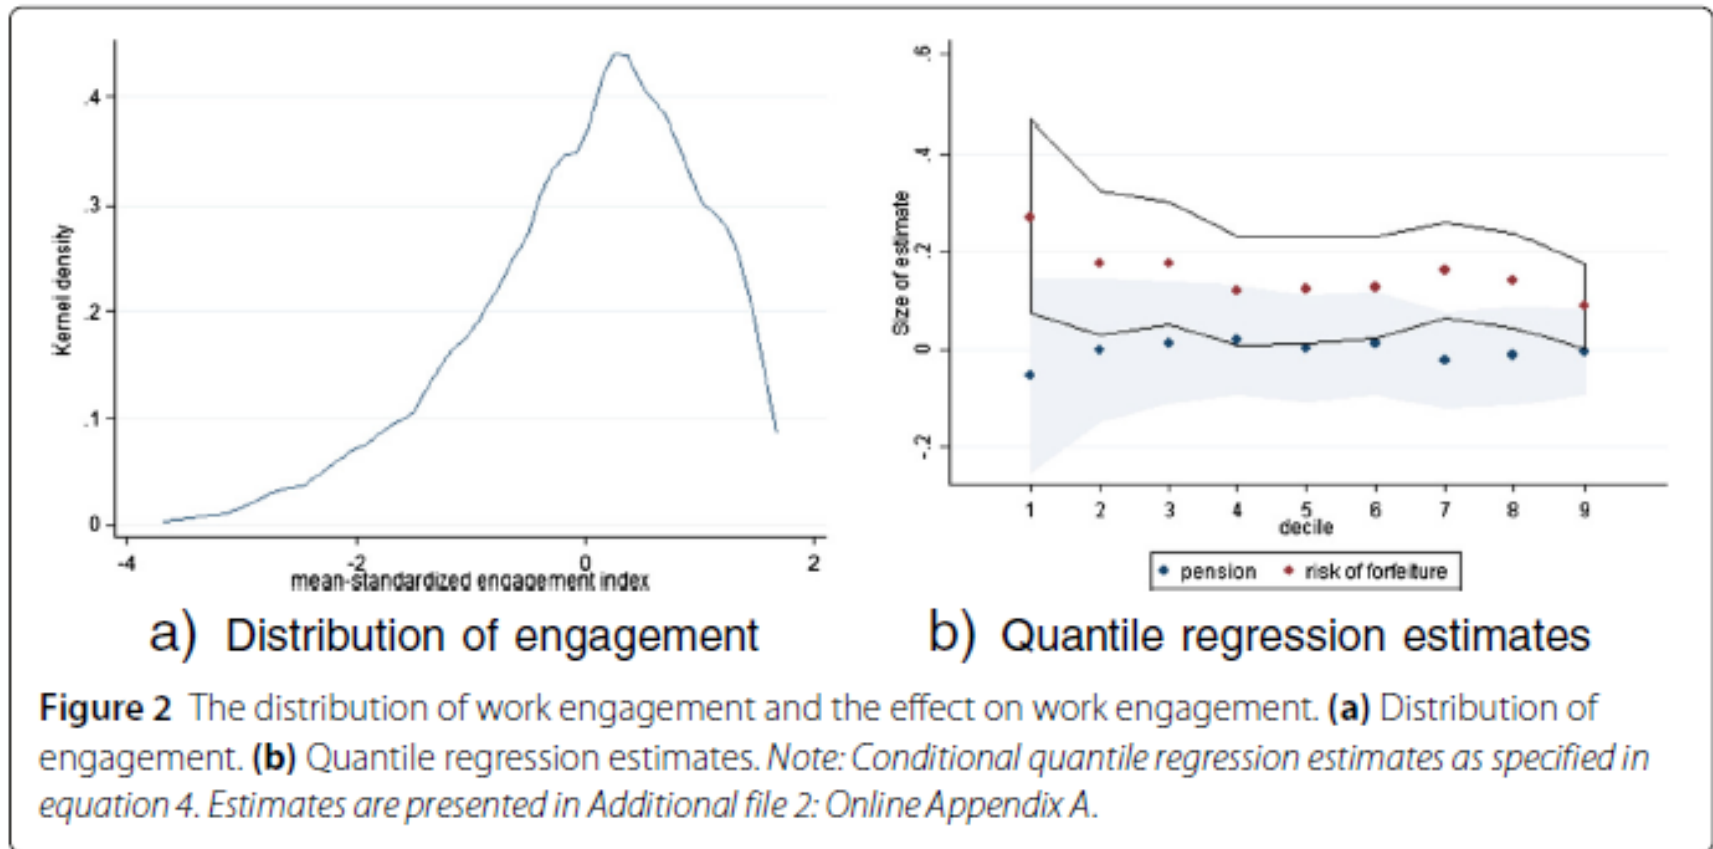 Kernel density
.4
.3
.2
.1
0
-4
-2
0
2
mean-standardized engagement index
a) Distribution of engagement
Size of estimate
.6
.4
.2
0
-.2
1 2 3 4 5 6 7 8 9
decile
pension risk of forfeiture
b) Quantile regression estimates
Figure 2 The distribution of work engagement and the effect on work engagement. (a) Distribution of
engagement. (b) Quantile regression estimates. Note: Conditional quantile regression estimates as specified in
equation 4. Estimates are presented in Additional file 2: Online Appendix A.